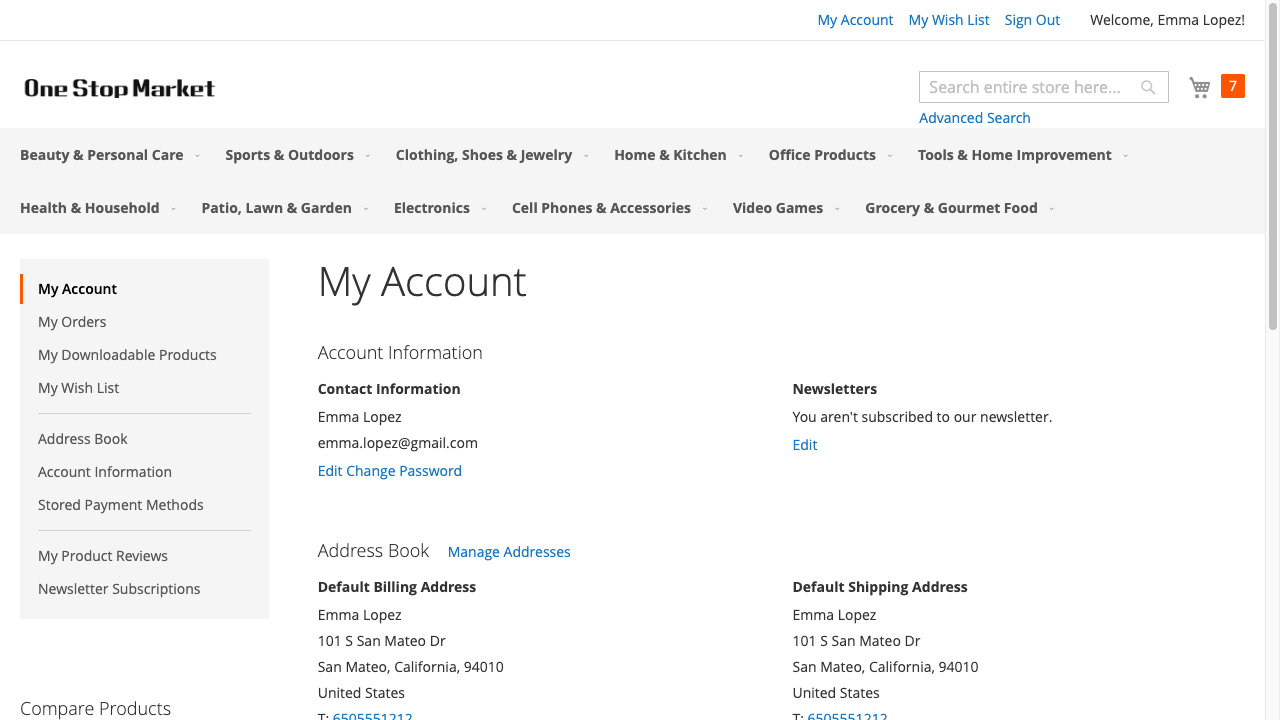 My Account My Wish List Sign Out Welcome, Emma Lopez!
One Stop Market
Search entire store here...
7
Advanced Search
Beauty & Personal Care Sports & Outdoors Clothing, Shoes & Jewelry Home & Kitchen Office Products Tools & Home Improvement
Health & Household Patio, Lawn & Garden Electronics Cell Phones & Accessories Video Games Grocery & Gourmet Food
My Account
My Orders
My Downloadable Products
My Wish List
Address Book
Account Information
Stored Payment Methods
My Product Reviews
Newsletter Subscriptions
Compare Products
My Account
Account Information
Contact Information
Emma Lopez
emma.lopez@gmail.com
Edit Change Password
Newsletters
You aren't subscribed to our newsletter.
Edit
Address Book Manage Addresses
Default Billing Address
Emma Lopez
101 S San Mateo Dr
San Mateo, California, 94010
United States
T: 6505551212
Default Shipping Address
Emma Lopez
101 S San Mateo Dr
San Mateo, California, 94010
United States
T: 6505551212